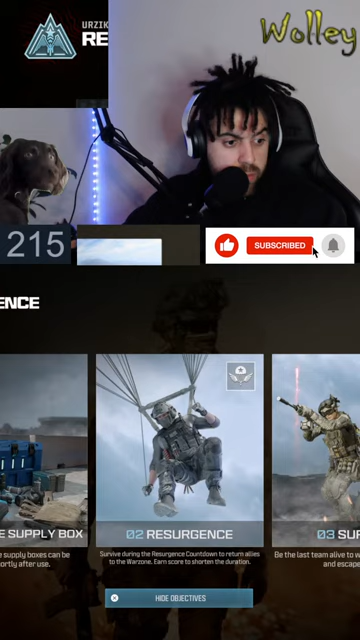 URZIK
RE
Wolley
215
SUBSCRIBED
ENCE
E SUPPLY BOX
02 RESURGENCE
03 SUR
e supply boxes can be
ortly after use.
Survive during the Resurgence Countdown to return allies
to the Warzone. Earn score to shorten the duration.
Be the last team alive to w
and escape
HIDE OBJECTIVES